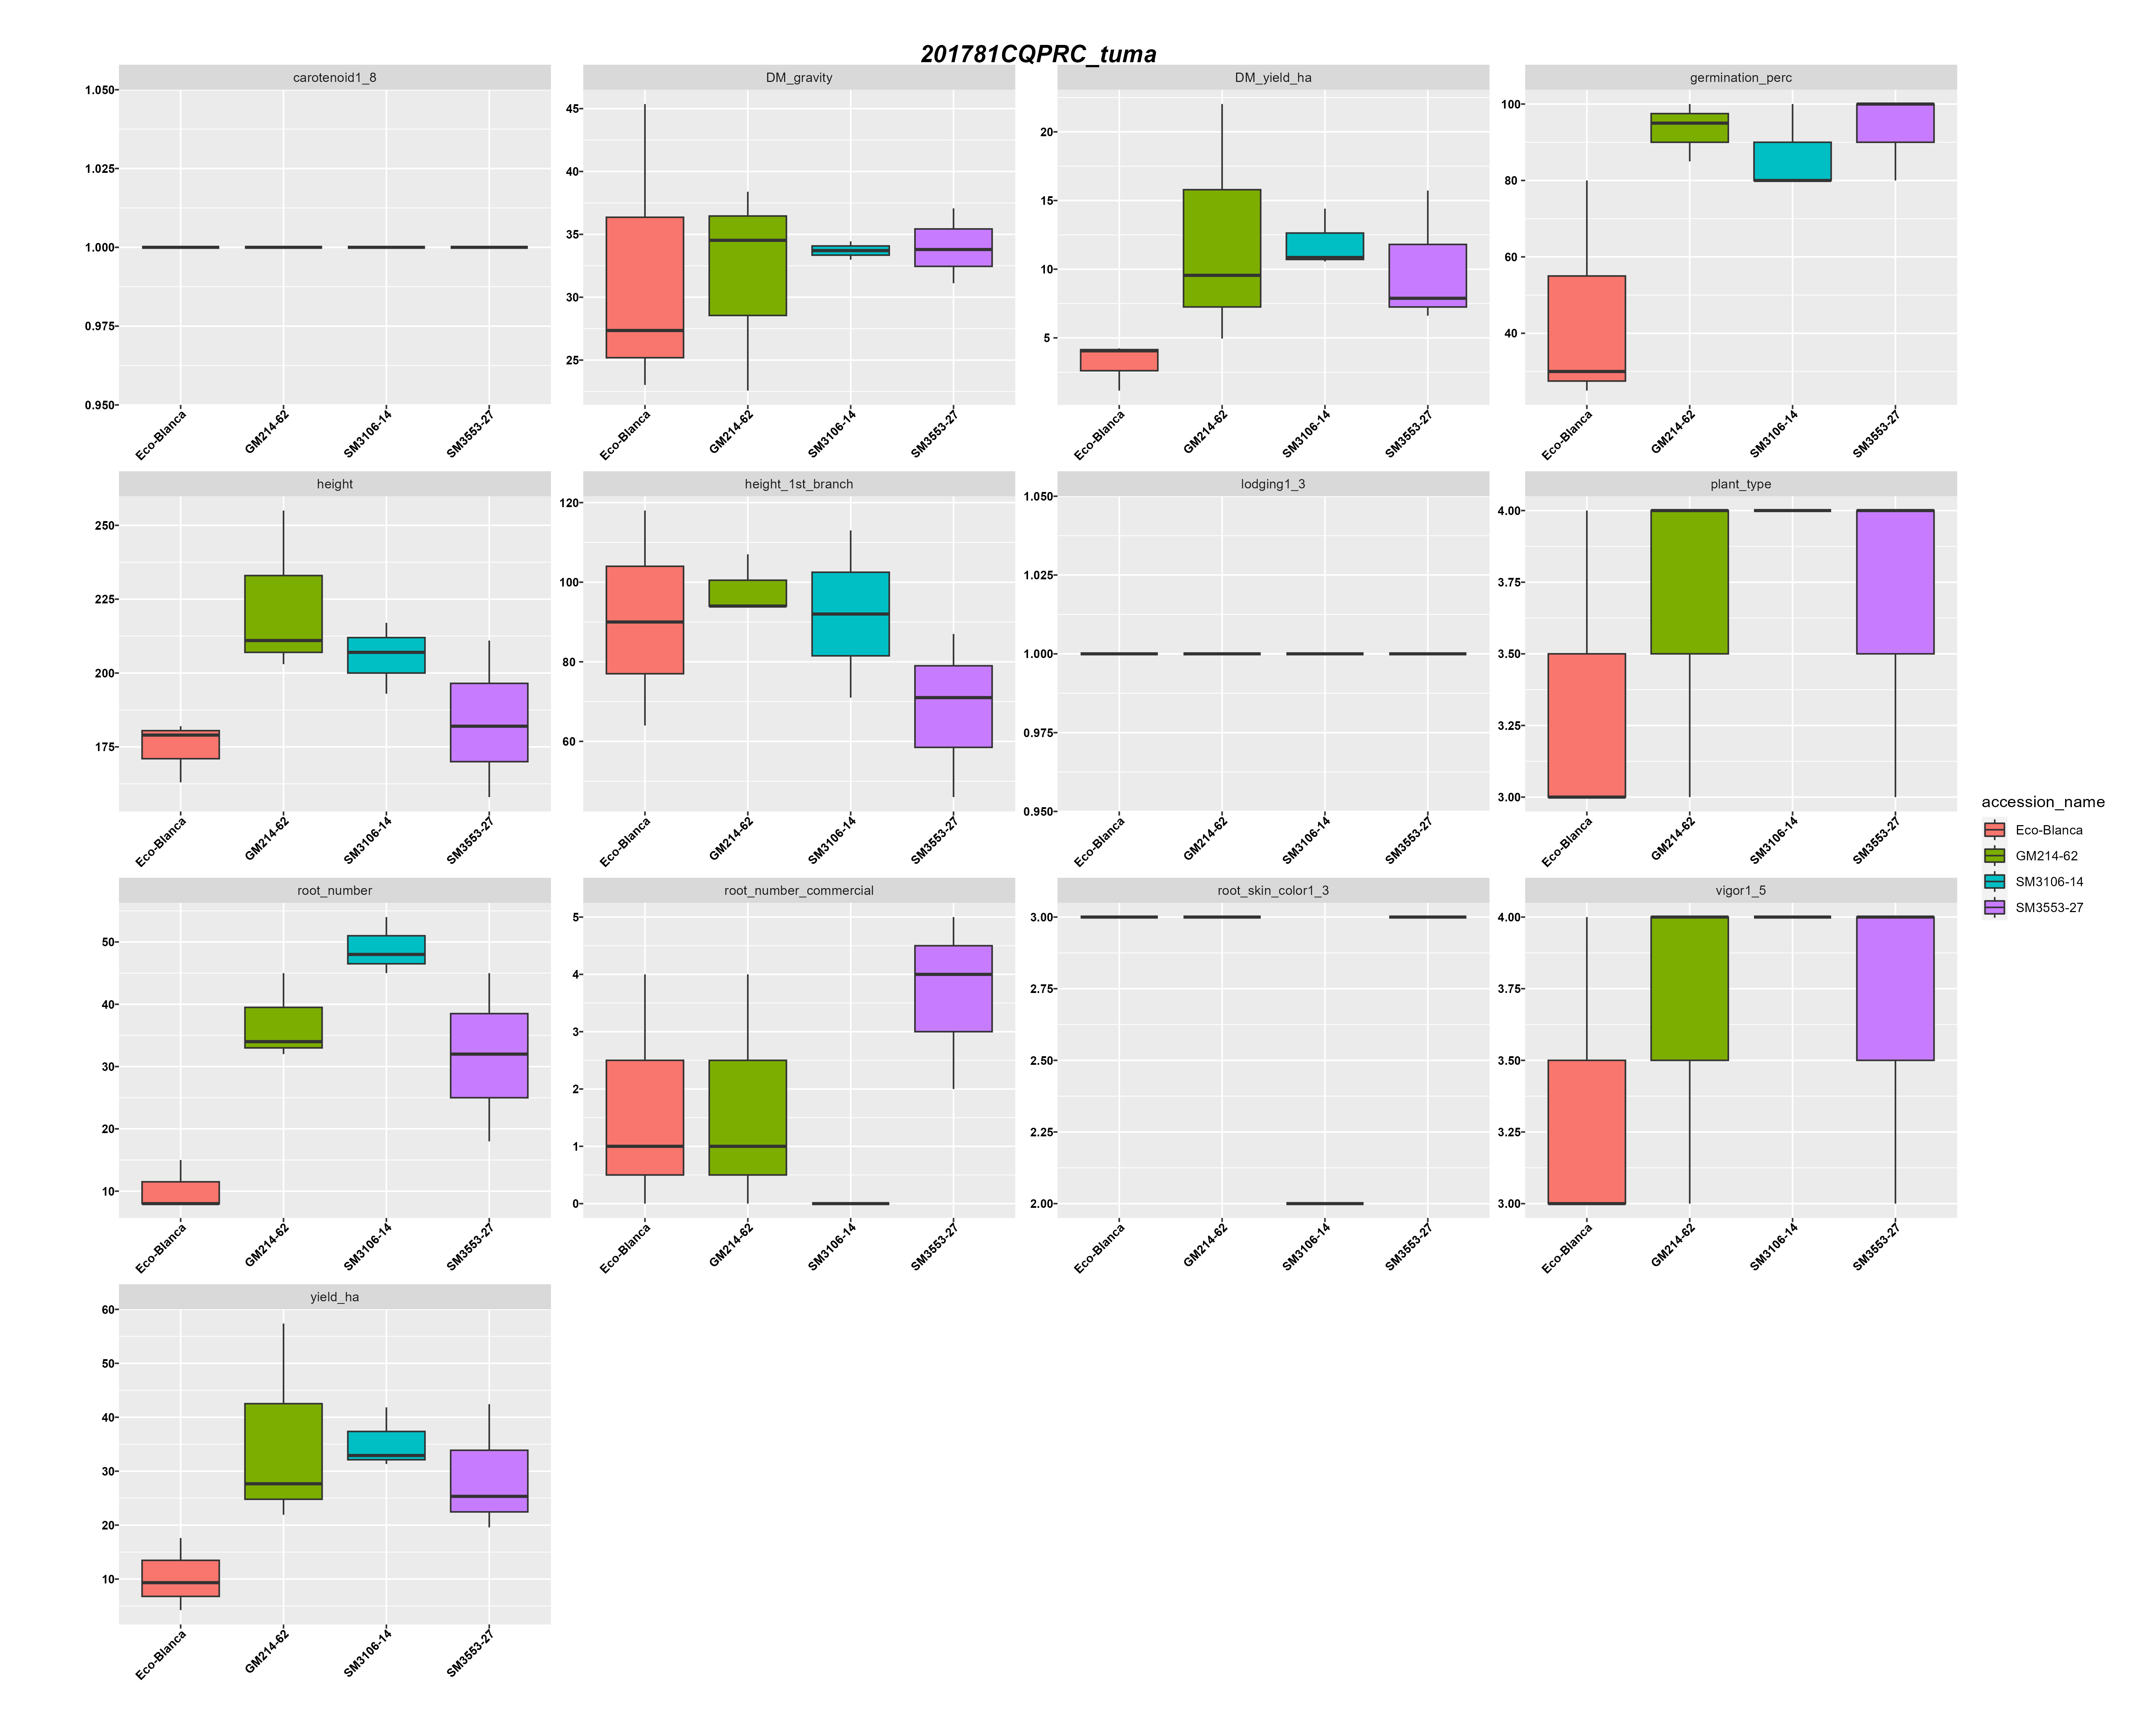 201781CQPRC_tuma
carotenoid1_8
DM_gravity
DM_yield_ha
germination_perc
1.050
1.025
1.000
0.975
0.950
45
40
35
30
25
20
15
10
5
100
80
60
40
Eco-Blanca
GM214-62
SM3106-14
SM3553-27
Eco-Blanca
GM214-62
SM3106-14
SM3553-27
Eco-Blanca
GM214-62
SM3106-14
SM3553-27
Eco-Blanca
GM214-62
SM3106-14
SM3553-27
height
height_1st_branch
lodging1_3
plant_type
250
225
200
175
120
100
80
60
1.050
1.025
1.000
0.975
0.950
4.00
3.75
3.50
3.25
3.00
Eco-Blanca
GM214-62
SM3106-14
SM3553-27
Eco-Blanca
GM214-62
SM3106-14
SM3553-27
Eco-Blanca
GM214-62
SM3106-14
SM3553-27
Eco-Blanca
GM214-62
SM3106-14
SM3553-27
accession_name
Eco-Blanca
GM214-62
SM3106-14
SM3553-27
root_number
root_number_commercial
root_skin_color1_3
vigor1_5
50
40
30
20
10
5
4
3
2
1
0
3.00
2.75
2.50
2.25
2.00
4.00
3.75
3.50
3.25
3.00
Eco-Blanca
GM214-62
SM3106-14
SM3553-27
Eco-Blanca
GM214-62
SM3106-14
SM3553-27
Eco-Blanca
GM214-62
SM3106-14
SM3553-27
Eco-Blanca
GM214-62
SM3106-14
SM3553-27
yield_ha
60
50
40
30
20
10
Eco-Blanca
GM214-62
SM3106-14
SM3553-27